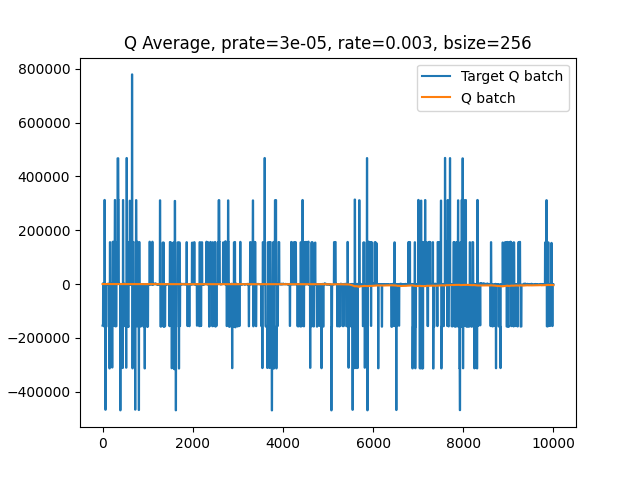 Q Average, prate=3e-05, rate=0.003, bsize=256
Target Q batch
Q batch
800000
600000
400000
200000
0
−200000
−400000
0 2000 4000 6000 8000 10000